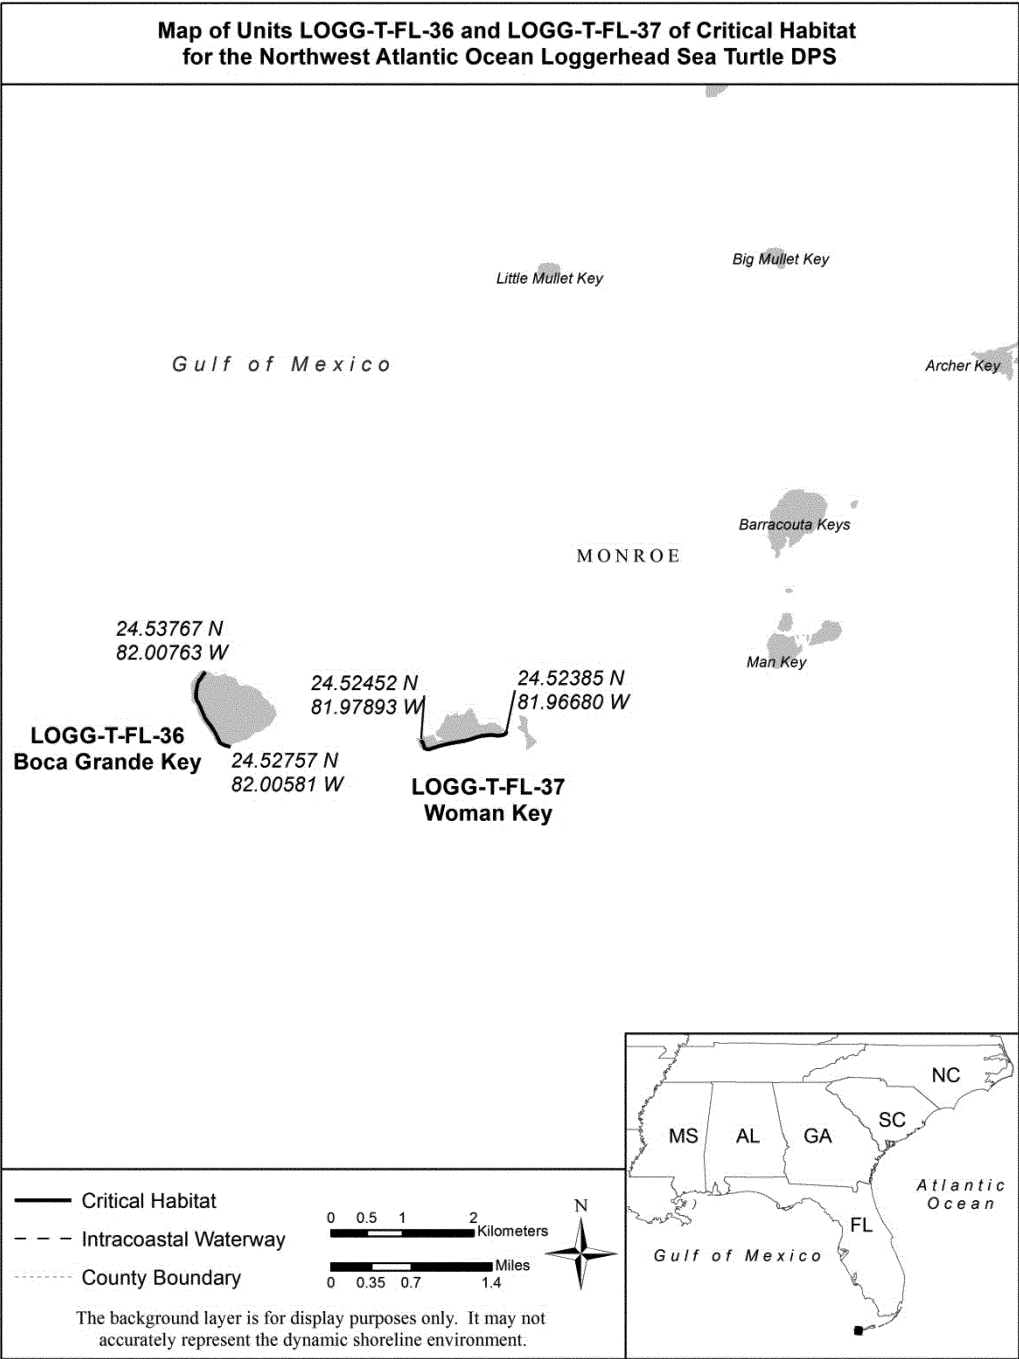 Map of Units LOGG-T-FL-36 and LOGG-T-FL-37 of Critical Habitat
for the Northwest Atlantic Ocean Loggerhead Sea Turtle DPS
Big Mullet Key
Little Mullet Key
Gulf of Mexico
Archer Key
Barracouta Keys
MONROE
24.53767 N
82.00763 W
Man Key
24.52452 N
81.97893 W
24.52385 N
81.96680 W
LOGG-T-FL-36
Boca Grande Key
24.52757 N
82.00581 W
LOGG-T-FL-37
Woman Key
NC
SC
MS
AL
GA
Atlantic
Ocean
FL
Gulf of Mexico
Critical Habitat
Intracoastal Waterway
County Boundary
0 0.5 1 2
Kilometers
Miles
0 0.35 0.7 1.4
N
The background layer is for display purposes only. It may not
accurately represent the dynamic shoreline environment.